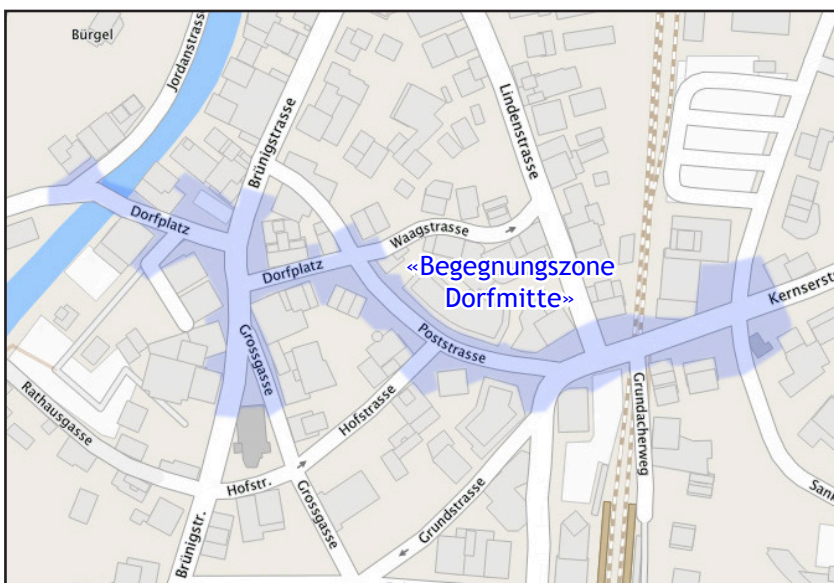 Bürgel
Jordanstrasse
Brünigstrasse
Lindenstrasse
Dorfplatz
Waagstrasse
Dorfplatz
«Begegnungszone
Dorfmitte»
Kernserst
Poststrasse
Grossgasse
Rathausgasse
Hofstrasse
Grundacherweg
Hofstr.
Grossgasse
Grundstrasse
Sank
Brünigstr.